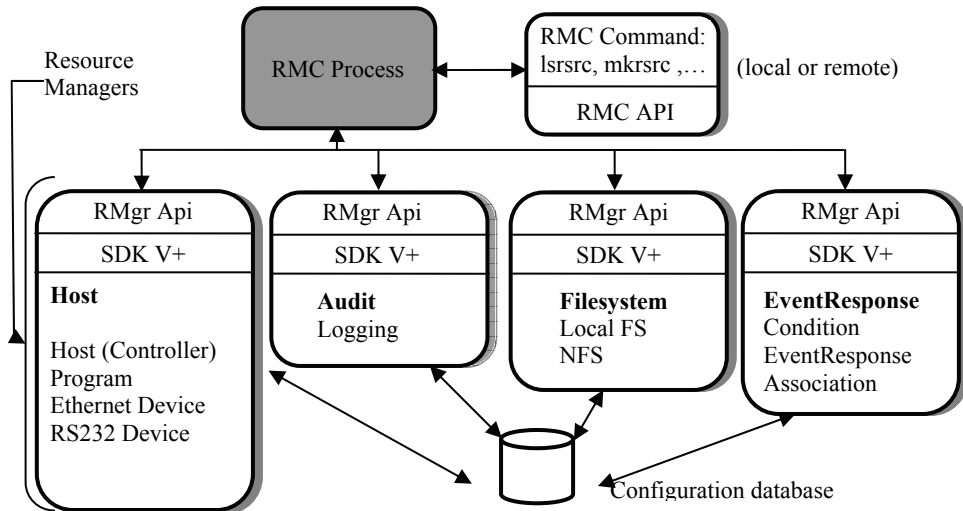 Resource
Managers
RMC Process
RMC Command:
lsrsrc, mkrsrc ,…
RMC API
(local or remote)
RMgr Api
SDK V+
Host
Host (Controller)
Program
Ethernet Device
RS232 Device
RMgr Api
SDK V+
Audit
Logging
RMgr Api
SDK V+
Filesystem
Local FS
NFS
RMgr Api
SDK V+
EventResponse
Condition
EventResponse
Association
Configuration database